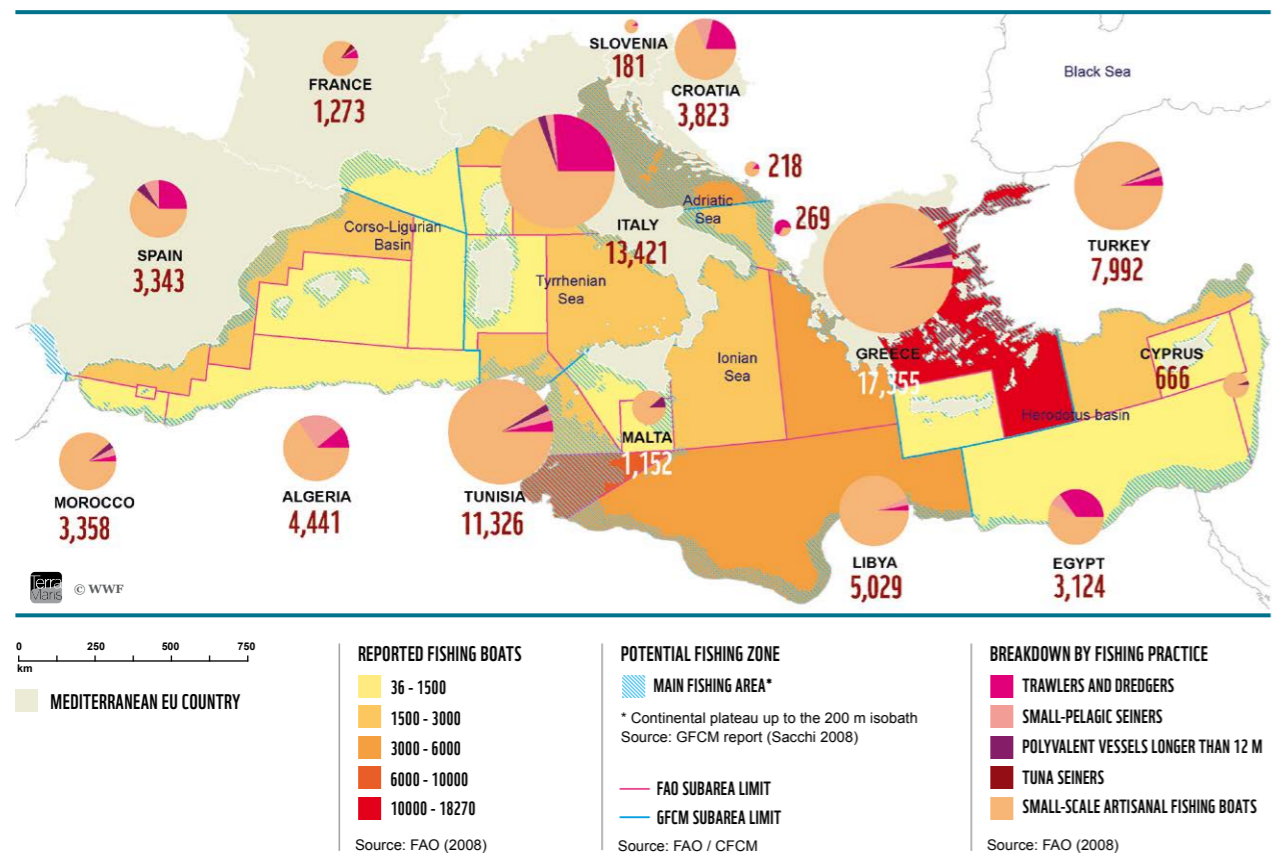 SLOVENIA
181
CROATIA
3,823
Black Sea
FRANCE
1,273
218
269
Adriatic
Sea
ITALY
13,421
TURKEY
7,992
SPAIN
3,343
Corso-Ligurian
Basin
Tyrrhenian
Sea
Ionian
Sea
GREECE
17,355
CYPRUS
666
Herodotus basin
MALTA
1,152
MOROCCO
3,358
ALGERIA
4,441
TUNISIA
11,326
LIBYA
5,029
EGYPT
3,124
Terra
Maris
© WWF
0 250 500 750
km
MEDITERRANEAN EU COUNTRY
REPORTED FISHING BOATS
36 - 1500
1500 - 3000
3000 - 6000
6000 - 10000
10000 - 18270
Source: FAO (2008)
POTENTIAL FISHING ZONE
MAIN FISHING AREA*
* Continental plateau up to the 200 m isobath
Source: GFCM report (Sacchi 2008)
FAO SUBAREA LIMIT
GFCM SUBAREA LIMIT
Source: FAO / CFCM
BREAKDOWN BY FISHING PRACTICE
TRAWLERS AND DREDGERS
SMALL-PELAGIC SEINERS
POLYVALENT VESSELS LONGER THAN 12 M
TUNA SEINERS
SMALL-SCALE ARTISANAL FISHING BOATS
Source: FAO (2008)